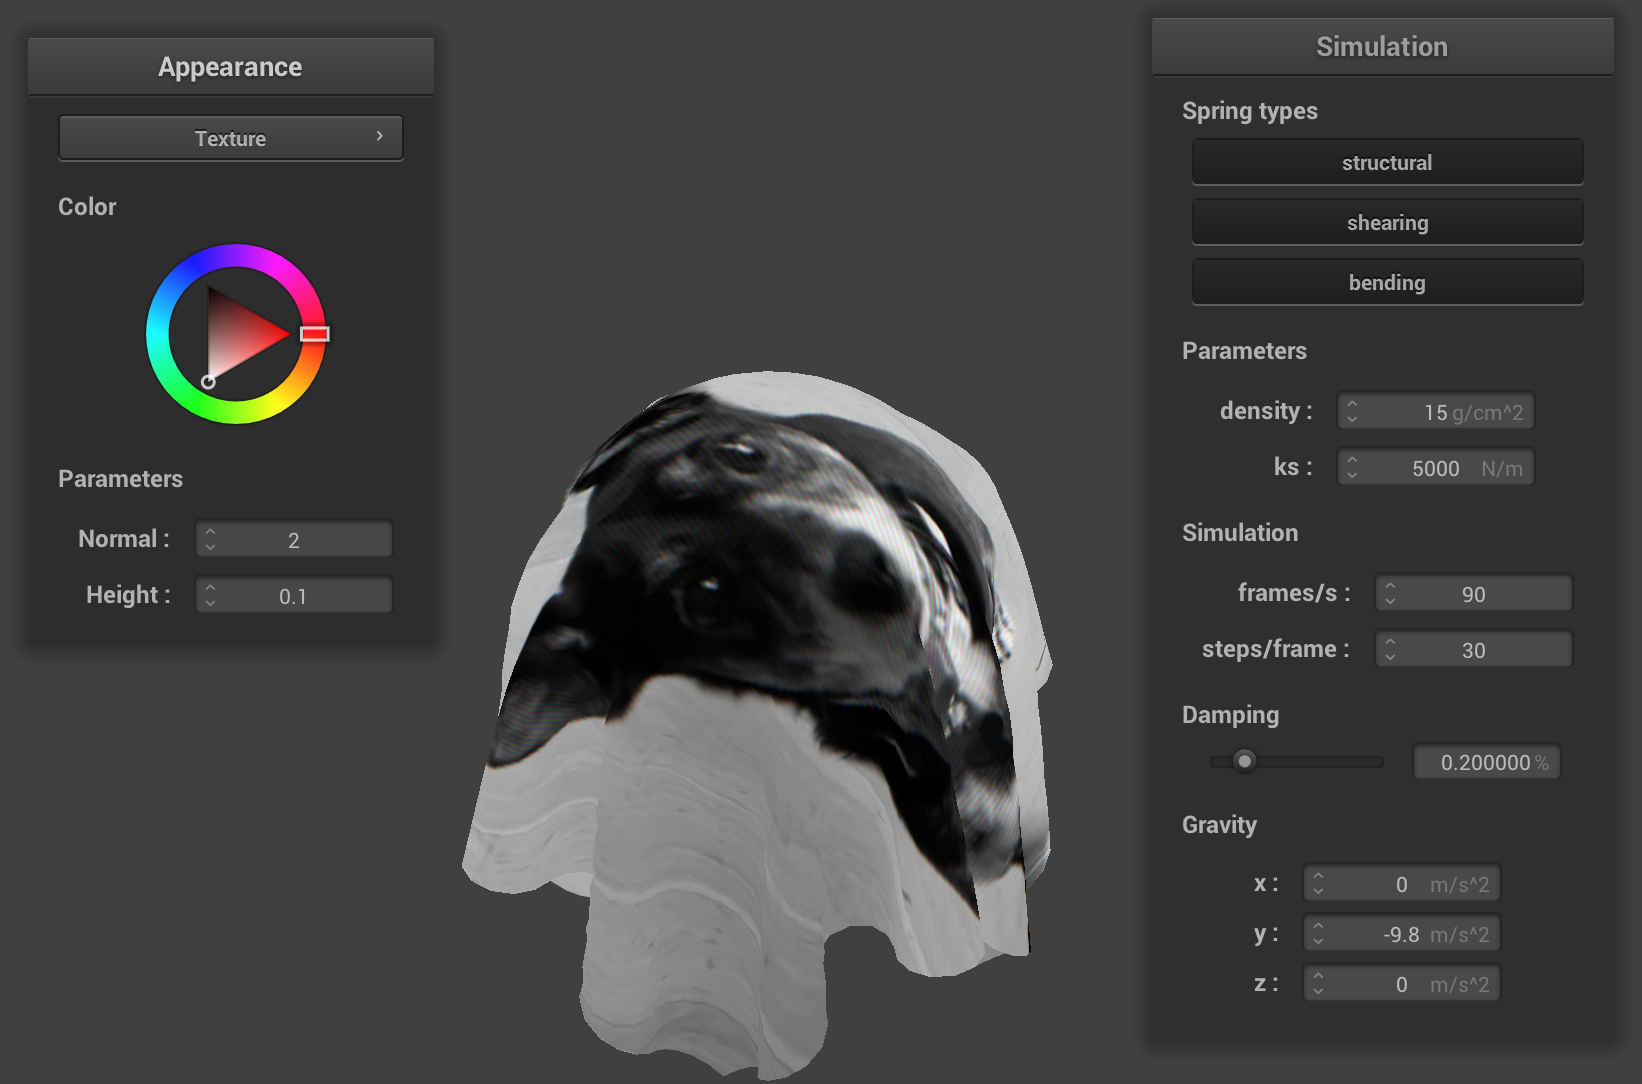 Appearance
Texture
Color
Parameters
Normal : 2
Height : 0.1
Simulation
Spring types
structural
shearing
bending
Parameters
density : 15 g/cm^2
ks : 5000 N/m
Simulation
frames/s : 90
steps/frame : 30
Damping
0.200000 %
Gravity
x : 0 m/s^2
y : -9.8 m/s^2
z : 0 m/s^2